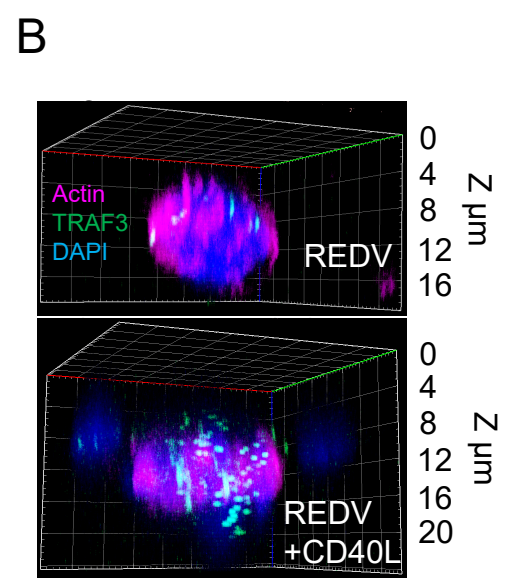 B
Actin
TRAF3
DAPI
REDV
0
4
8
12
16
Z μm
REDV
+CD40L
0
4
8
12
16
20
Z μm